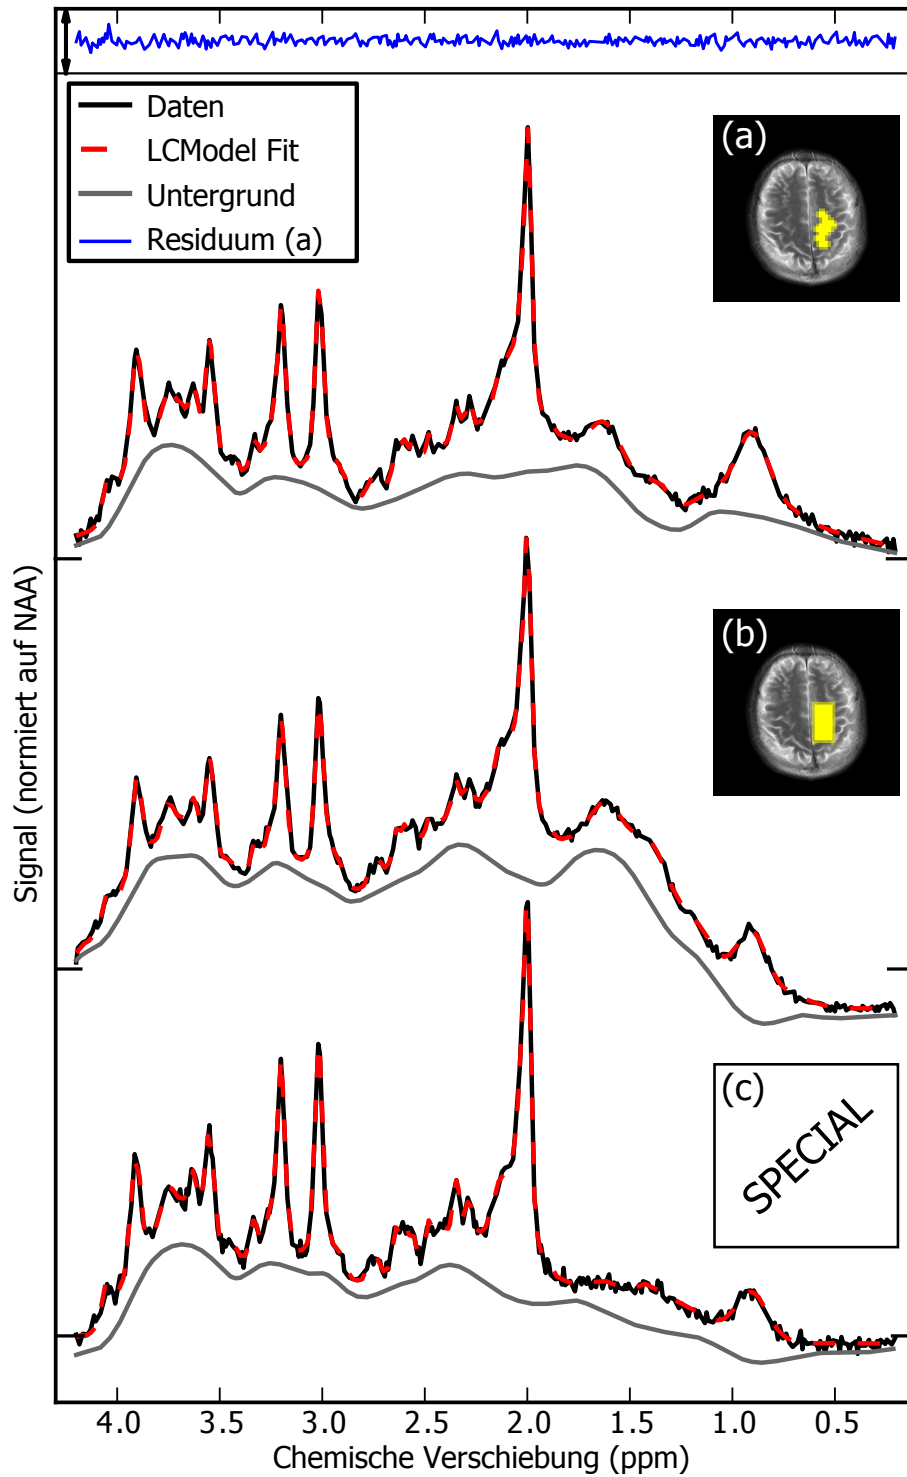 Daten
LCModel Fit
Untergrund
Residuum (a)
(a)
(b)
(c)
SPECIAL
Signal (normiert auf NAA)
4.0 3.5 3.0 2.5 2.0 1.5 1.0 0.5
Chemische Verschiebung (ppm)